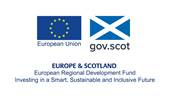 European Union
gov.scot
EUROPE & SCOTLAND
European Regional Development Fund
Investing in a Smart, Sustainable and Inclusive Future